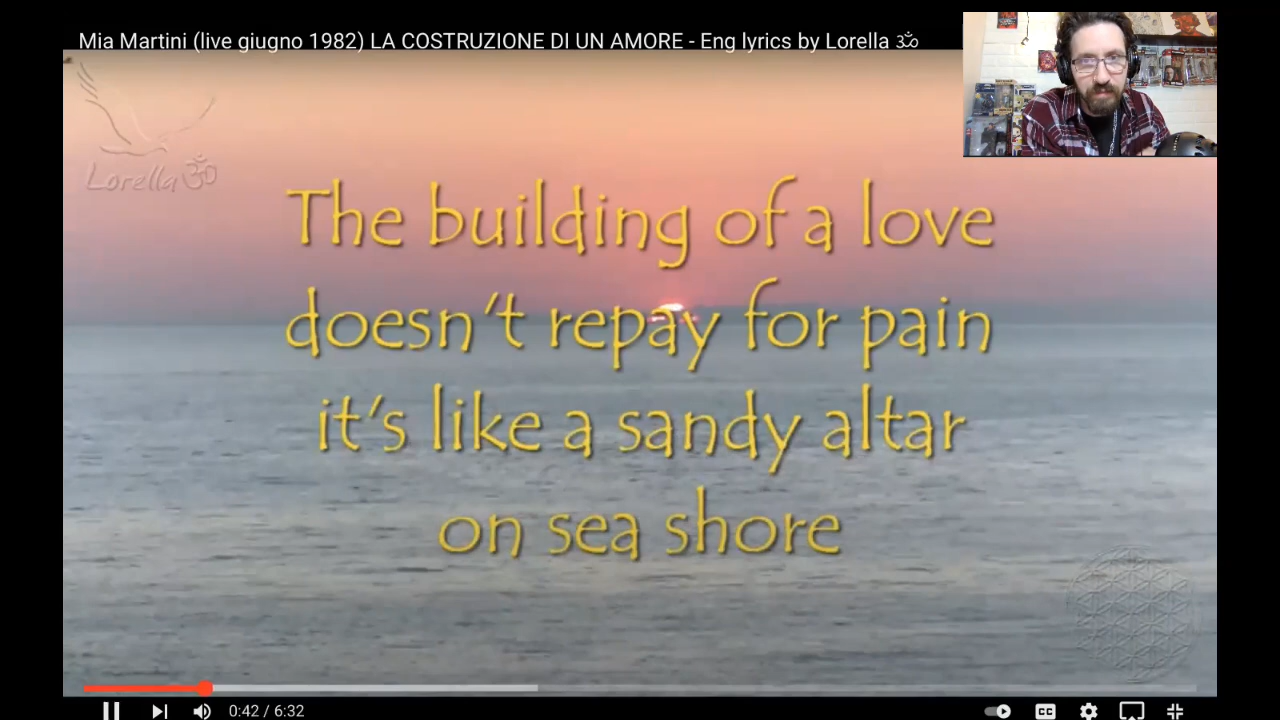 Mia Martini (live giugno 1982) LA COSTRUZIONE DI UN AMORE - Eng lyrics by Lorella ॐ
Lorella ॐ
The building of a love
doesn't repay for pain
it's like a sandy altar
on sea shore
0:42 / 6:32
CC